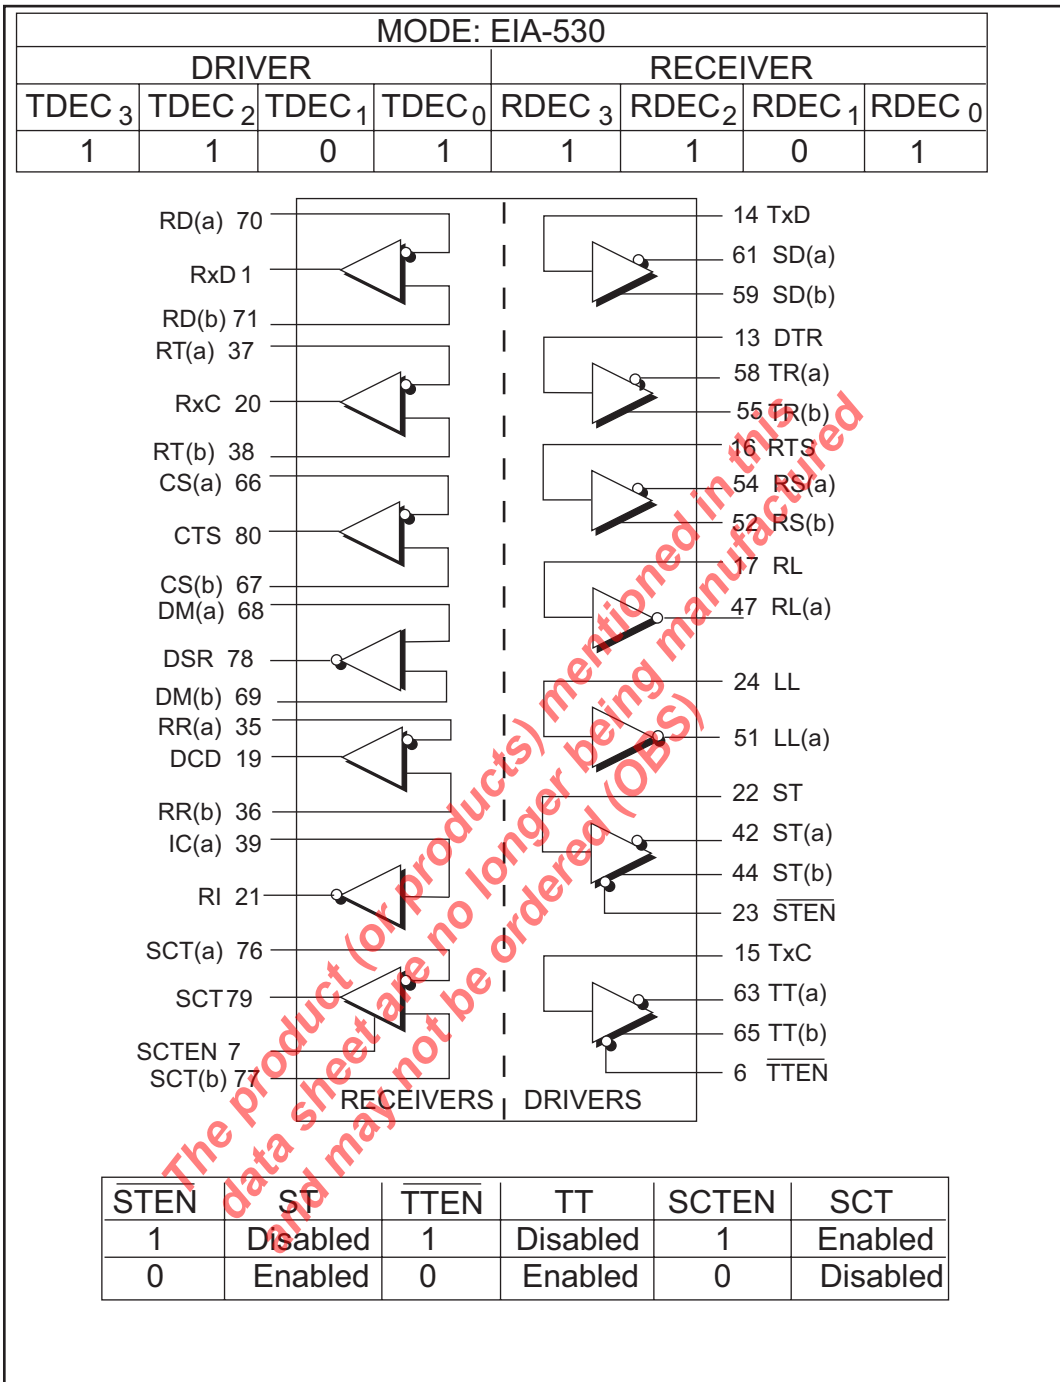 MODE: EIA-530
DRIVER RECEIVER
TDEC3 TDEC2 TDEC1 TDEC0 RDEC3 RDEC2 RDEC1 RDEC0
1 1 0 1 1 1 0 1
RD(a) 70
RxD 1
RD(b) 71
RT(a) 37
RxC 20
RT(b) 38
CS(a) 66
CTS 80
CS(b) 67
DM(a) 68
DSR 78
DM(b) 69
RR(a) 35
DCD 19
RR(b) 36
IC(a) 39
RI 21
SCT(a) 76
SCT 79
SCTEN 7
SCT(b) 77
14 TxD
61 SD(a)
59 SD(b)
13 DTR
58 TR(a)
55 TR(b)
16 RTS
54 RS(a)
52 RS(b)
17 RL
47 RL(a)
24 LL
51 LL(a)
22 ST
42 ST(a)
44 ST(b)
23 S̅T̅E̅N̅
15 TxC
63 TT(a)
65 TT(b)
6 T̅T̅E̅N̅
RECEIVERS DRIVERS
The product (or products) mentioned in this
data sheet are no longer being manufactured
and may not be ordered (OBS)
S̅T̅E̅N̅ ST T̅T̅E̅N̅ TT SCTEN SCT
1 Disabled 1 Disabled 1 Enabled
0 Enabled 0 Enabled 0 Disabled